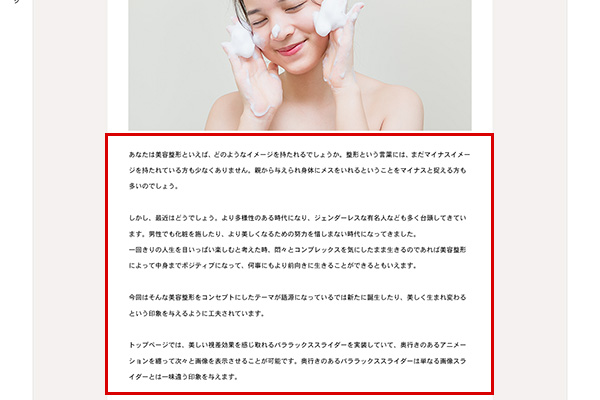 あなたは美容整形といえば、どのようなイメージを持たれるでしょうか。整形という言葉には、まだマイナスイメー
ジを持たれている方も少なくありません。親から与えられ身体にメスをいれるということをマイナスと捉える方も
多いのでしょう。
しかし、最近はどうでしょう。より多様性のある時代になり、ジェンダーレスな有名人なども多く台頭してきてい
ます。男性でも化粧を施したり、より美しくなるための努力を惜しまない時代になってきました。
一回きりの人生を目いっぱい楽しむと考えた時、悶々とコンプレックスを気にしたまま生きるのであれば美容整形
によって中身までポジティブになって、何事にもより前向きに生きることができるともいえます。
今回はそんな美容整形をコンセプトにしたテーマが話源になっているでは新たに誕生したり、美しく生まれ変わる
という印象を与えるように工夫されています。
トップページでは、美しい視差効果を感じ取れるパララックススライダーを実装していて、奥行きのあるアニメー
ションを纏って次々と画像を表示させることが可能です。奥行きのあるパララックススライダーは単なる画像スラ
イダーとは一味違う印象を与えます。